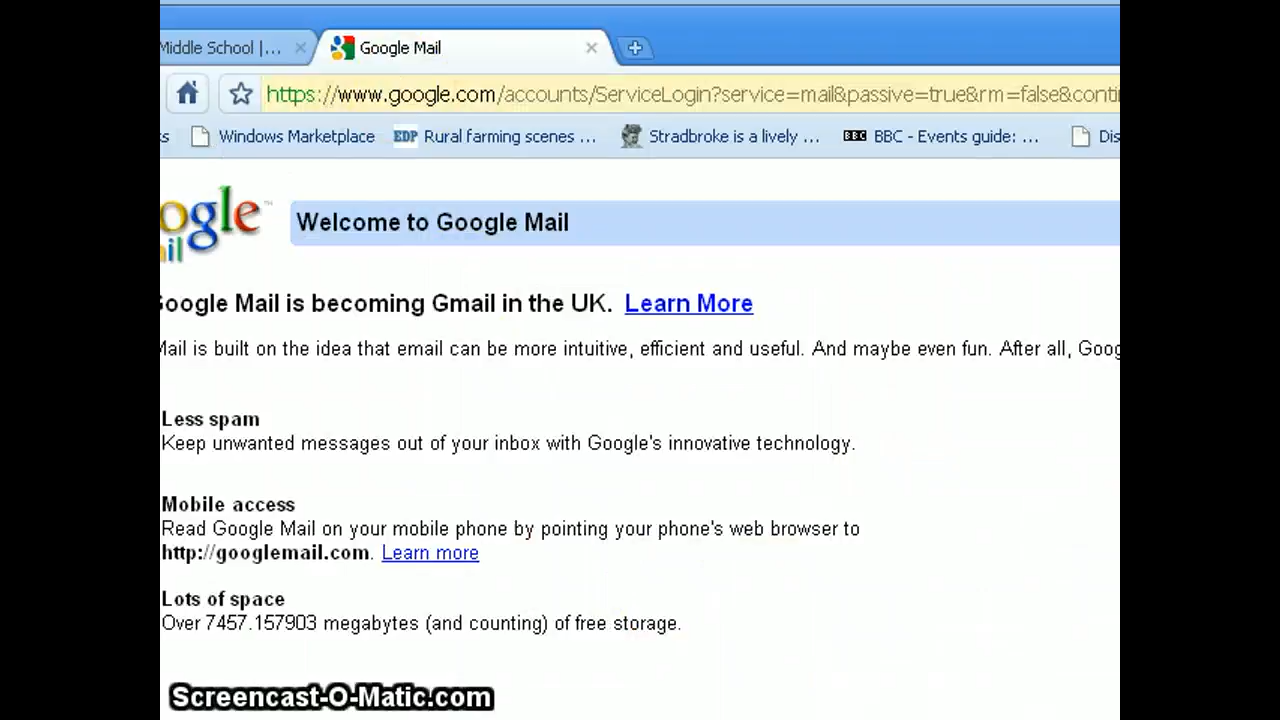 Middle School |...
Google Mail
https://www.google.com/accounts/ServiceLogin?service=mail&passive=true&rm=false&conti
Windows Marketplace EDP Rural farming scenes ... Stradbroke is a lively ... BBC BBC - Events guide: ... Dis
ogle™
il
Welcome to Google Mail
Google Mail is becoming Gmail in the UK. Learn More
Mail is built on the idea that email can be more intuitive, efficient and useful. And maybe even fun. After all, Goog
Less spam
Keep unwanted messages out of your inbox with Google's innovative technology.
Mobile access
Read Google Mail on your mobile phone by pointing your phone's web browser to
http://googlemail.com. Learn more
Lots of space
Over 7457.157903 megabytes (and counting) of free storage.
Screencast-O-Matic.com